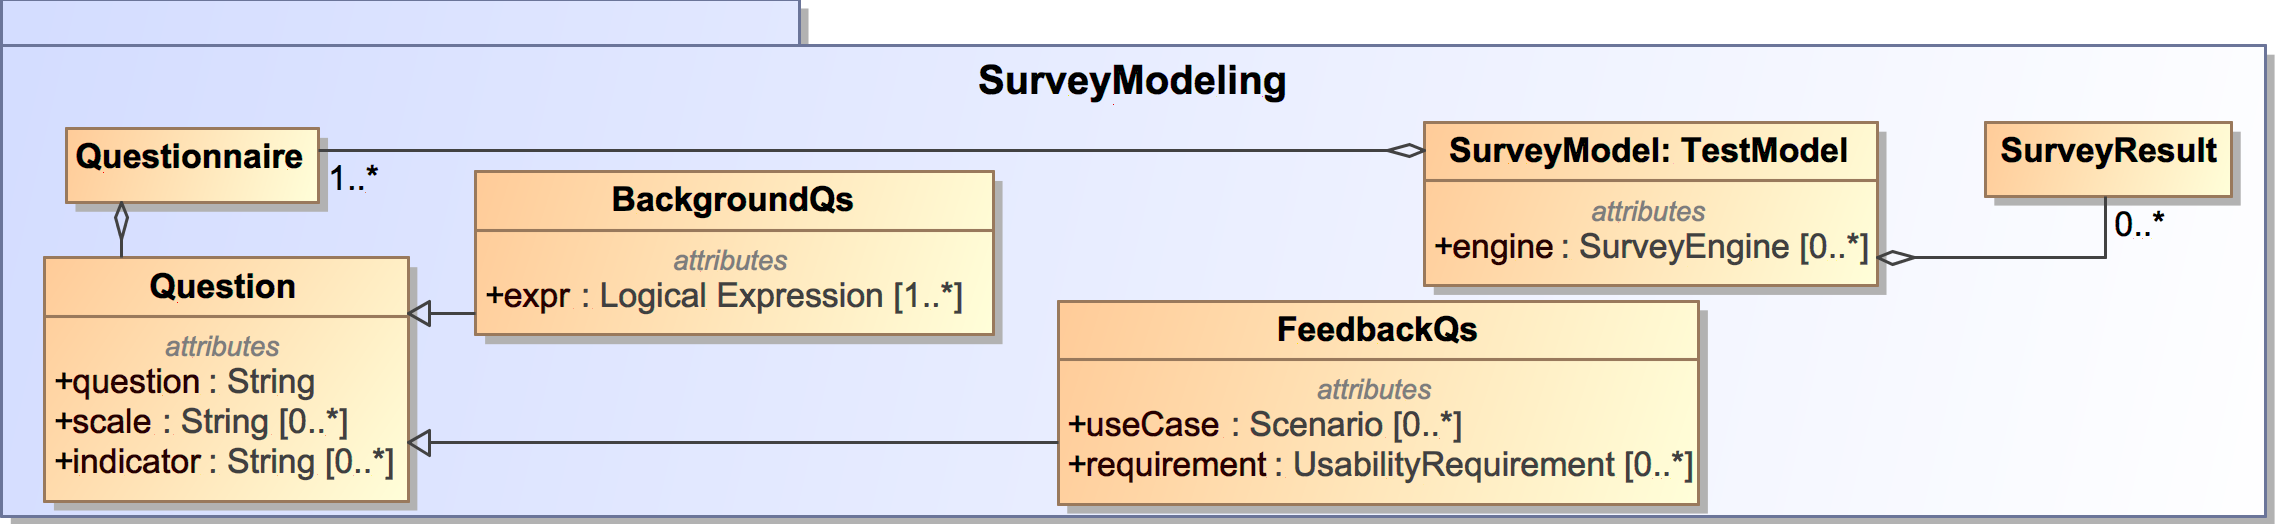 SurveyModeling
Questionnaire
1..*
SurveyModel: TestModel
attributes
+engine : SurveyEngine [0..*]
SurveyResult
0..*
BackgroundQs
attributes
+expr : Logical Expression [1..*]
Question
attributes
+question : String
+scale : String [0..*]
+indicator : String [0..*]
FeedbackQs
attributes
+useCase : Scenario [0..*]
+requirement : UsabilityRequirement [0..*]